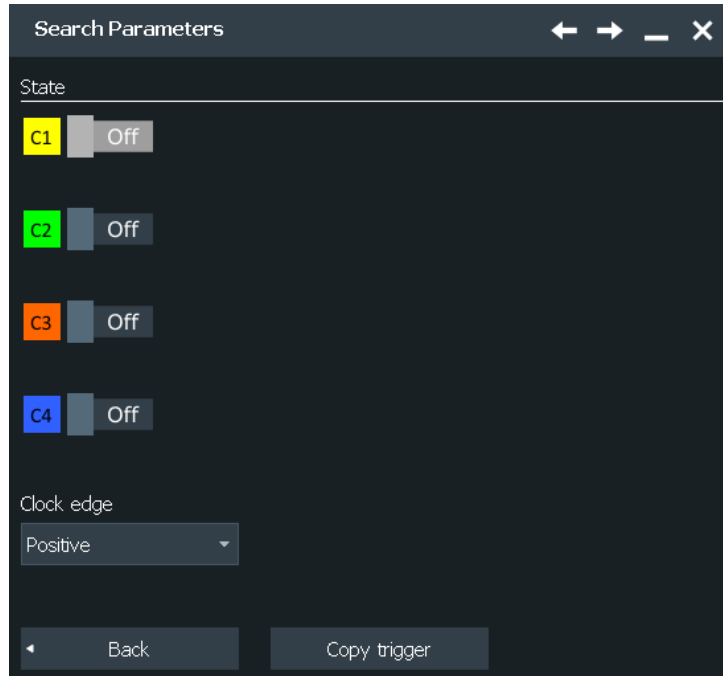 Search Parameters
State
C1 Off
C2 Off
C3 Off
C4 Off
Clock edge
Positive
Back Copy trigger